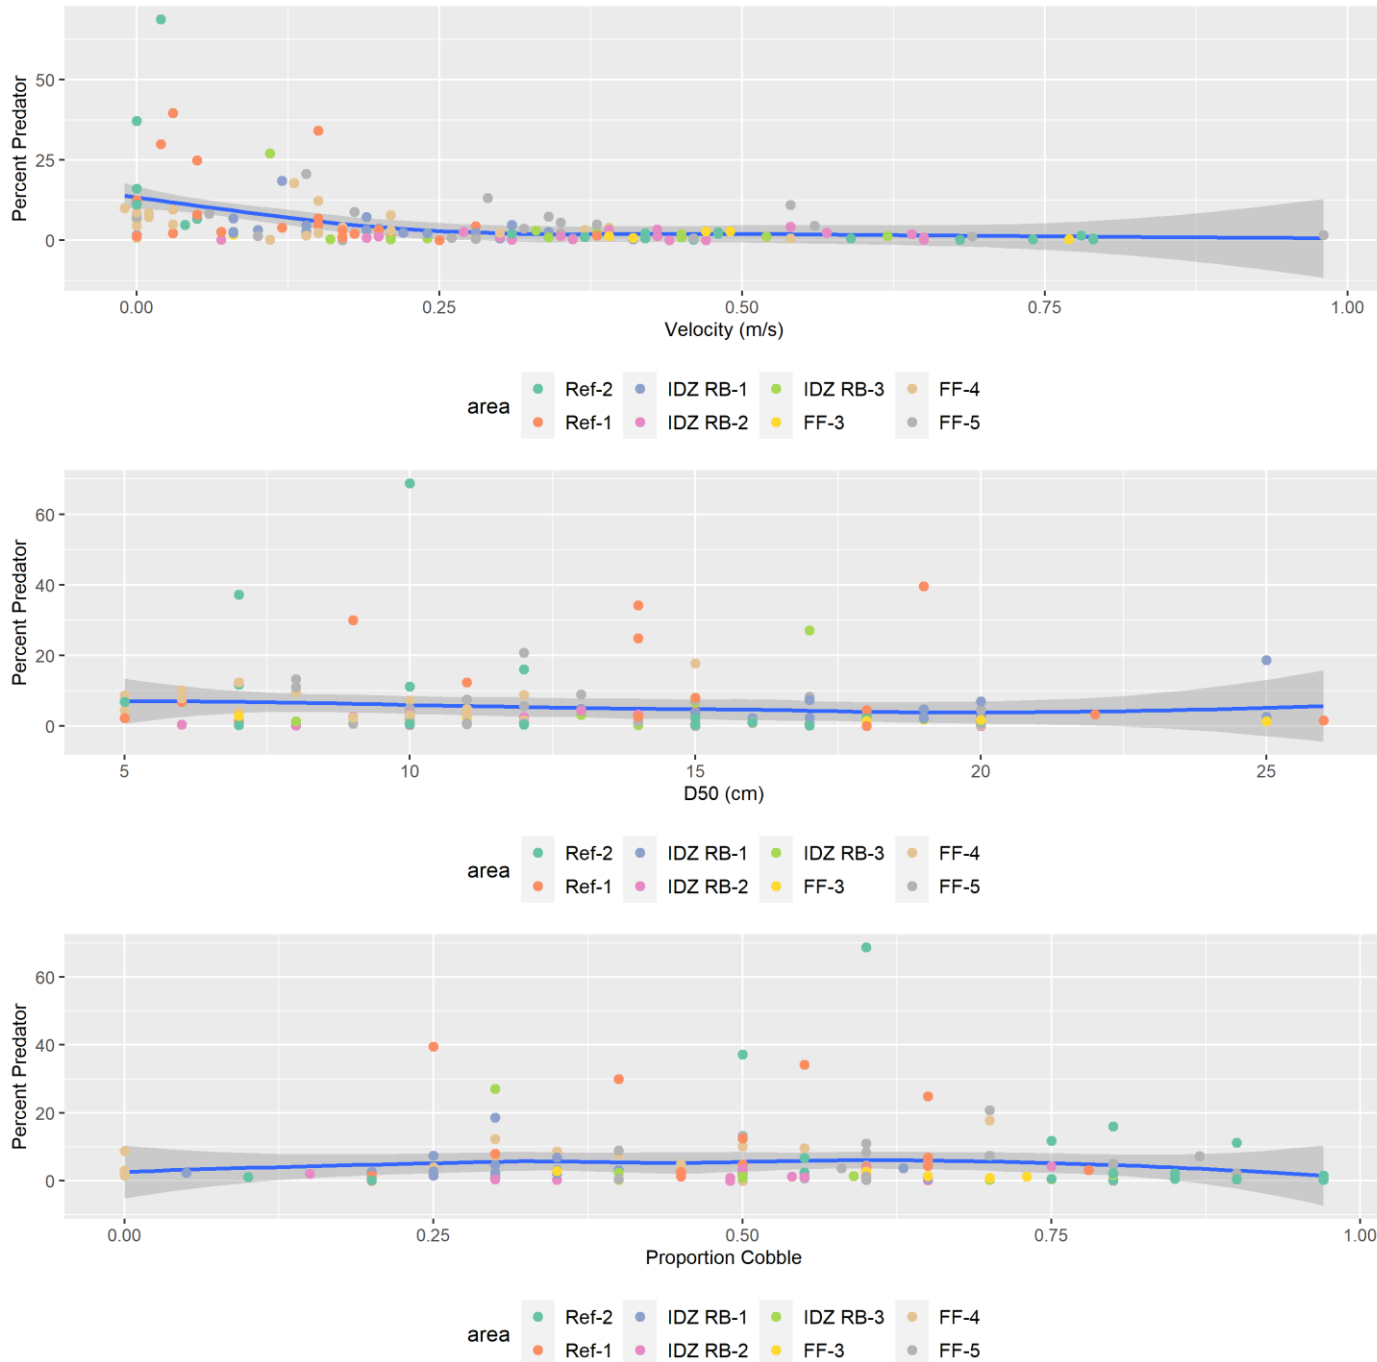 Percent Predator
50
25
0
0.00 0.25 0.50 0.75 1.00
Velocity (m/s)
area Ref-2 IDZ RB-1 IDZ RB-3 FF-4
Ref-1 IDZ RB-2 FF-3 FF-5
Percent Predator
60
40
20
0
5 10 15 20 25
D50 (cm)
area Ref-2 IDZ RB-1 IDZ RB-3 FF-4
Ref-1 IDZ RB-2 FF-3 FF-5
Percent Predator
60
40
20
0
0.00 0.25 0.50 0.75 1.00
Proportion Cobble
area Ref-2 IDZ RB-1 IDZ RB-3 FF-4
Ref-1 IDZ RB-2 FF-3 FF-5